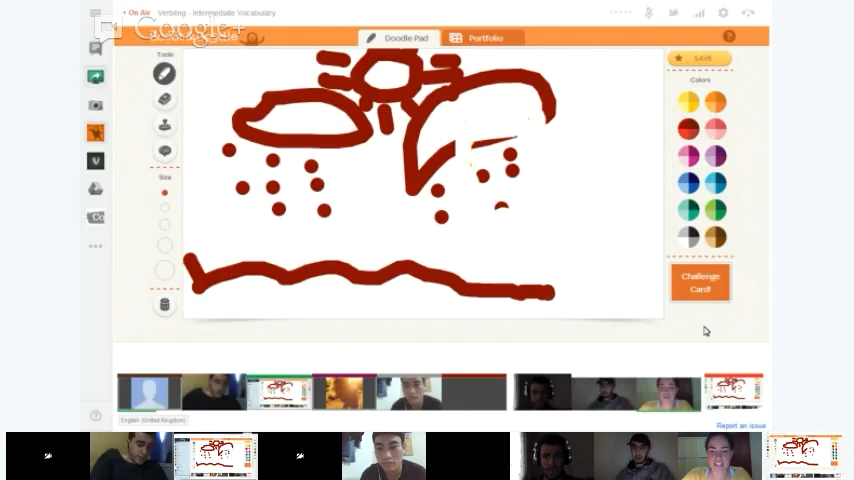 • On Air Verbling - Intermediate Vocabulary
Google+
Doodle Pad
Portfolio
?
Tools
SAVE
Colors
Size
Challenge
Card!
English (United Kingdom)
Report an issue